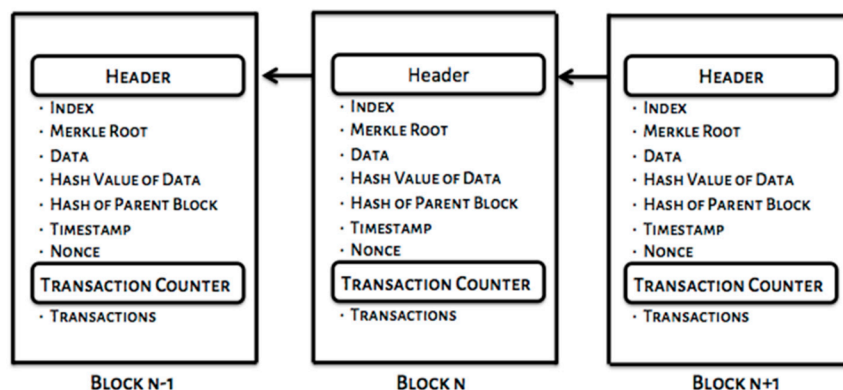 HEADER
· INDEX
· MERKLE ROOT
· DATA
· HASH VALUE OF DATA
· HASH OF PARENT BLOCK
· TIMESTAMP
· NONCE
TRANSACTION COUNTER
· TRANSACTIONS
BLOCK N-1
Header
· INDEX
· MERKLE ROOT
· DATA
· HASH VALUE OF DATA
· HASH OF PARENT BLOCK
· TIMESTAMP
· NONCE
TRANSACTION COUNTER
· TRANSACTIONS
BLOCK N
HEADER
· INDEX
· MERKLE ROOT
· DATA
· HASH VALUE OF DATA
· HASH OF PARENT BLOCK
· TIMESTAMP
· NONCE
TRANSACTION COUNTER
· TRANSACTIONS
BLOCK N+1